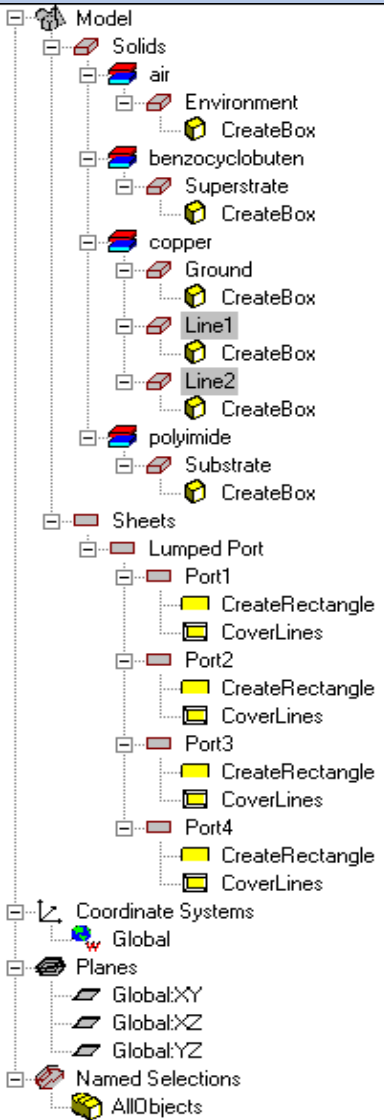 Model
Solids
air
Environment
CreateBox
benzocyclobuten
Superstrate
CreateBox
copper
Ground
CreateBox
Line1
CreateBox
Line2
CreateBox
polyimide
Substrate
CreateBox
Sheets
Lumped Port
Port1
CreateRectangle
CoverLines
Port2
CreateRectangle
CoverLines
Port3
CreateRectangle
CoverLines
Port4
CreateRectangle
CoverLines
Coordinate Systems
Global
Planes
Global:XY
Global:XZ
Global:YZ
Named Selections
AllObjects